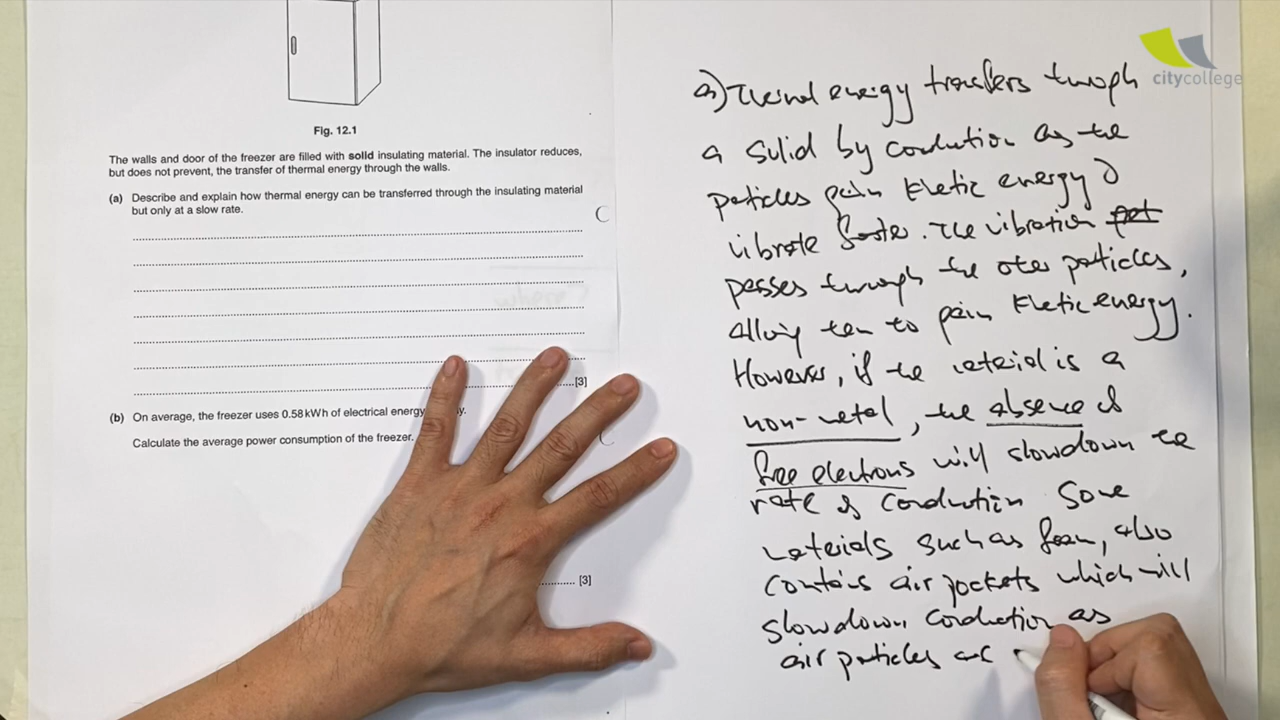 citycollege
Fig. 12.1
The walls and door of the freezer are filled with solid insulating material. The insulator reduces,
but does not prevent, the transfer of thermal energy through the walls.
(a) Describe and explain how thermal energy can be transferred through the insulating material
but only at a slow rate.
C
[3]
(b) On average, the freezer uses 0.58 kWh of electrical energy
Calculate the average power consumption of the freezer.
C
[3]
a) Thermal energy transfers through
a solid by conduction as the
particles gain kinetic energy &
vibrate faster. The vibration
passes through the other particles,
allowing them to gain kinetic energy.
However, if the material is a
non-metal, the absence of
free electrons will slowdown the
rate of conduction Some
materials such as foam, also
contains air pockets which will
slowdown conduction as
air particles are